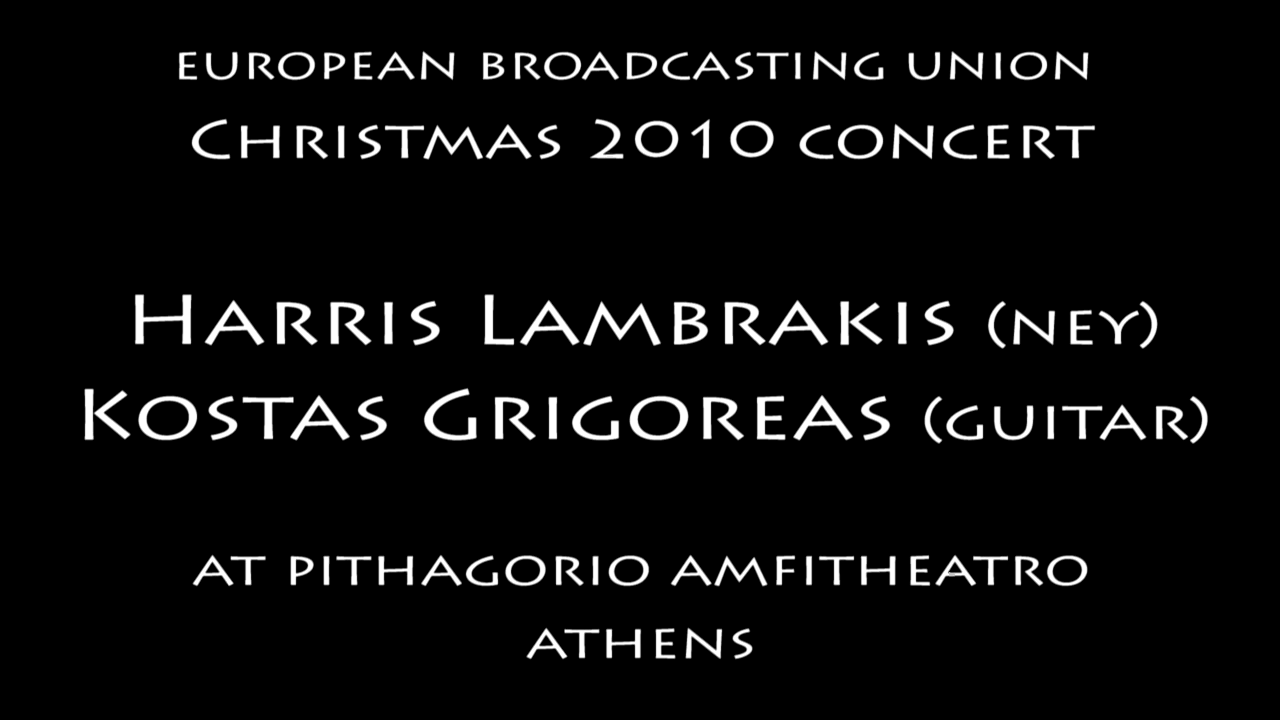 EUROPEAN BROADCASTING UNION
CHRISTMAS 2010 CONCERT
HARRIS LAMBRAKIS (NEY)
KOSTAS GRIGOREAS (GUITAR)
AT PITHAGORIO AMFITHEATRO
ATHENS